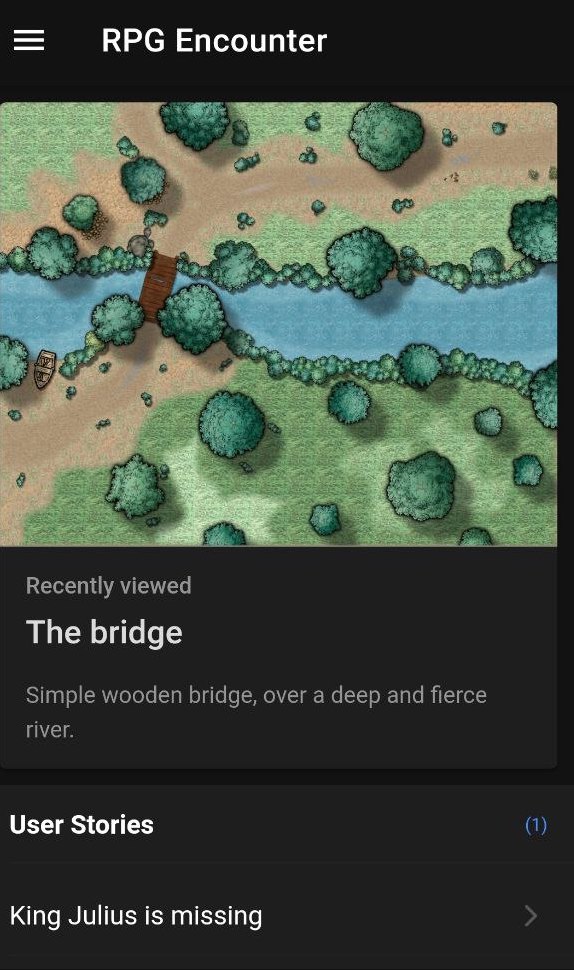 RPG Encounter
Recently viewed
The bridge
Simple wooden bridge, over a deep and fierce
river.
User Stories
(1)
King Julius is missing